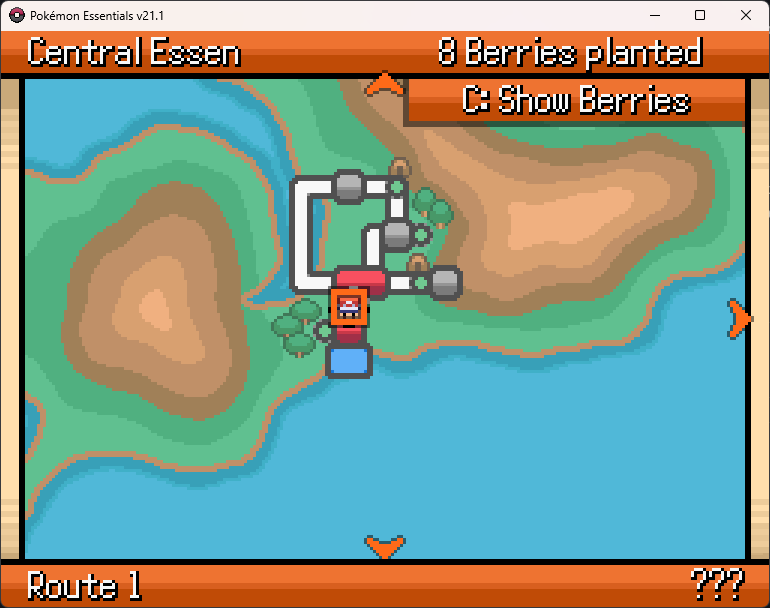 Pokémon Essentials v21.1
Central Essen
8 Berries planted
C: Show Berries
Route 1
???